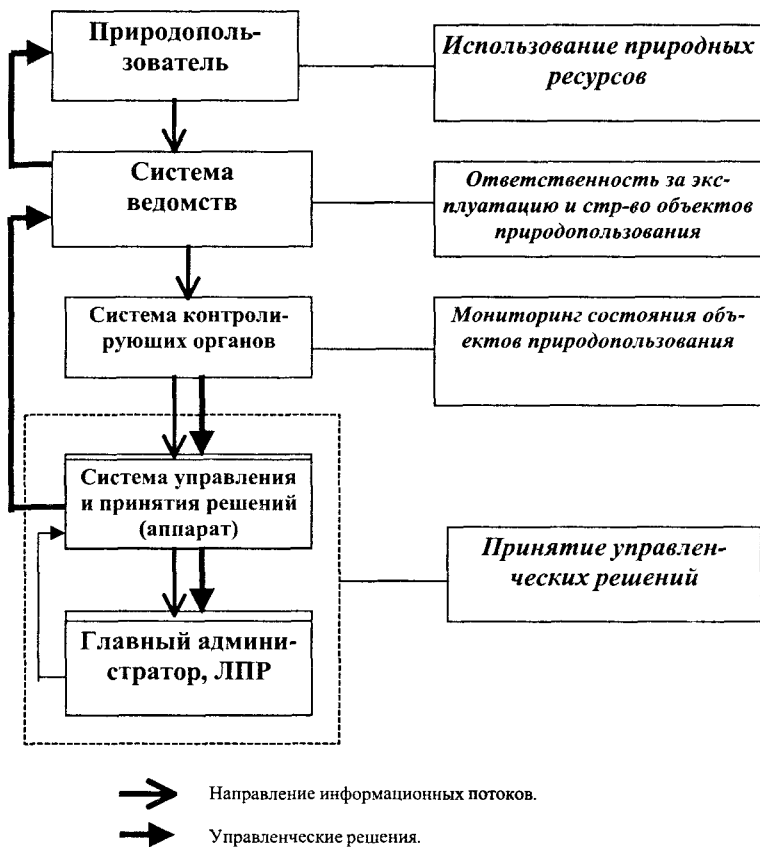 Природополь-
зователь
Использование природных
ресурсов
Система
ведомств
Ответственность за экс-
плуатацию и стр-во объектов
природопользования
Система контроли-
рующих органов
Мониторинг состояния объ-
ектов природопользования
Система управления
и принятия решений
(аппарат)
Принятие управлен-
ческих решений
Главный админи-
стратор, ЛПР
Направление информационных потоков.
Управленческие решения.